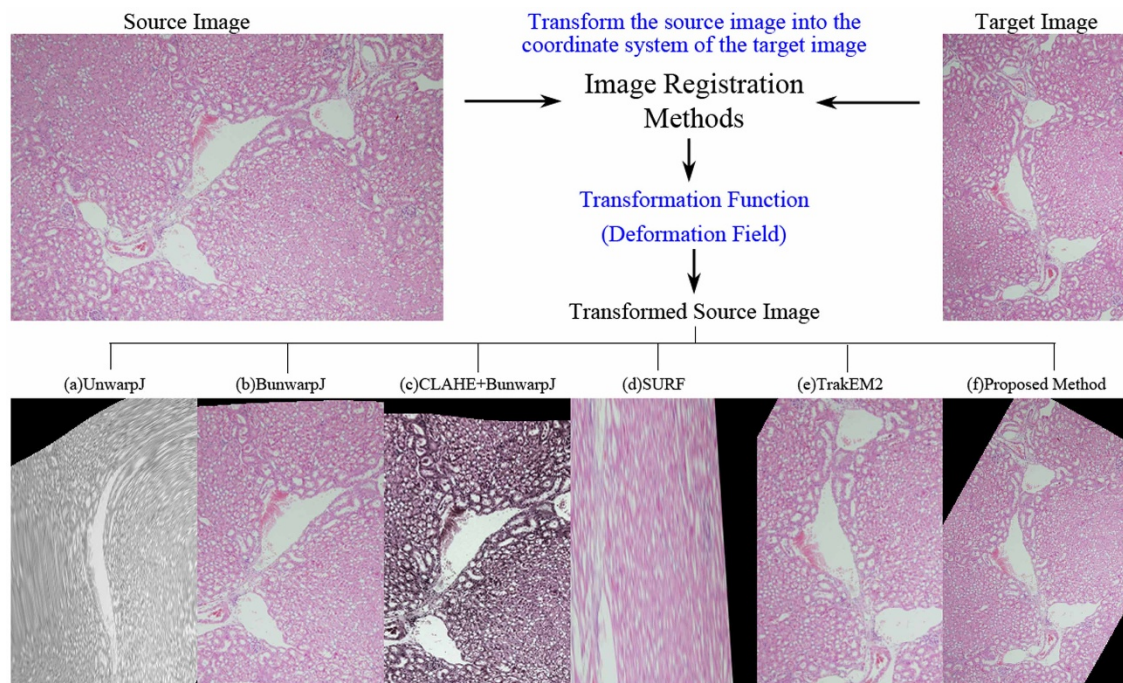 Source Image
Transform the source image into the
coordinate system of the target image
Target Image
Image Registration
Methods
Transformation Function
(Deformation Field)
Transformed Source Image
(a)UnwarpJ
(b)BunwarpJ
(c)CLAHE+BunwarpJ
(d)SURF
(e)TrakEM2
(f)Proposed Method